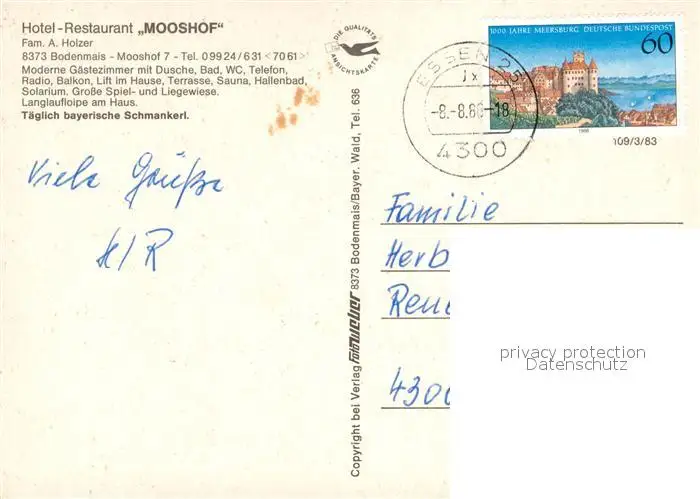 Hotel-Restaurant „MOOSHOF"
Fam. A. Holzer
8373 Bodenmais - Mooshof 7 - Tel. 09924/631 <7061>
Moderne Gästezimmer mit Dusche, Bad, WC, Telefon,
Radio, Balkon, Lift im Hause, Terrasse, Sauna, Hallenbad,
Solarium. Große Spiel- und Liegewiese.
Langlaufloipe am Haus.
Täglich bayerische Schmankerl.
Viele Grüße
H/R
DIE QUALITÄTS
ANSICHTSKARTE
Copyright bei Verlag Foto Weber 8373 Bodenmais/Bayer. Wald, Tel. 636
1000 JAHRE MEERSBURG DEUTSCHE BUNDESPOST
60
1988
ESSEN 23
jx
-8.-8.88-18
4300
109/3/83
Familie
Herb
4300
privacy protection
Datenschutz